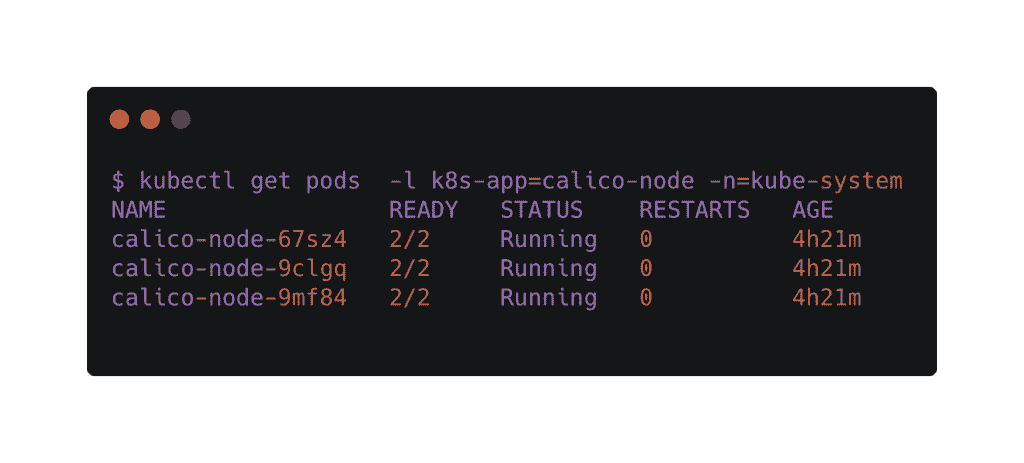 $ kubectl get pods  -l k8s-app=calico-node -n=kube-system
NAME                READY   STATUS    RESTARTS   AGE
calico-node-67sz4   2/2     Running   0          4h21m
calico-node-9clgq   2/2     Running   0          4h21m
calico-node-9mf84   2/2     Running   0          4h21m